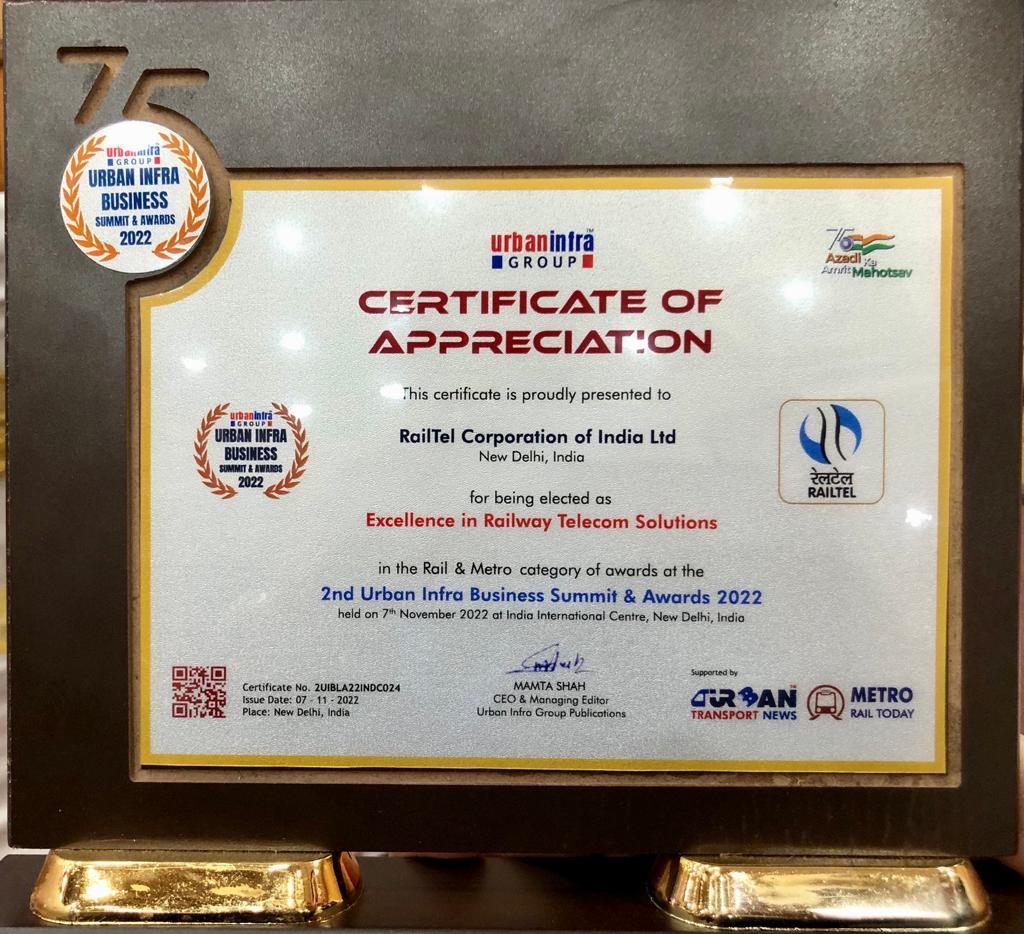 75
urbaninfra
GROUP
URBAN INFRA
BUSINESS
SUMMIT & AWARDS
2022
urbaninfra™
GROUP
75
Azadi Ka
Amrit Mahotsav
CERTIFICATE OF
APPRECIATION
This certificate is proudly presented to
RailTel Corporation of India Ltd
New Delhi, India
urbaninfra
GROUP
URBAN INFRA
BUSINESS
SUMMIT & AWARDS
2022
रेलटेल
RAILTEL
for being elected as
Excellence in Railway Telecom Solutions
in the Rail & Metro category of awards at the
2nd Urban Infra Business Summit & Awards 2022
held on 7th November 2022 at India International Centre, New Delhi, India
Certificate No. 2UIBLA22INDC024
Issue Date: 07 - 11 - 2022
Place: New Delhi, India
MAMTA SHAH
CEO & Managing Editor
Urban Infra Group Publications
Supported by
URBAN
TRANSPORT NEWS
METRO
RAIL TODAY